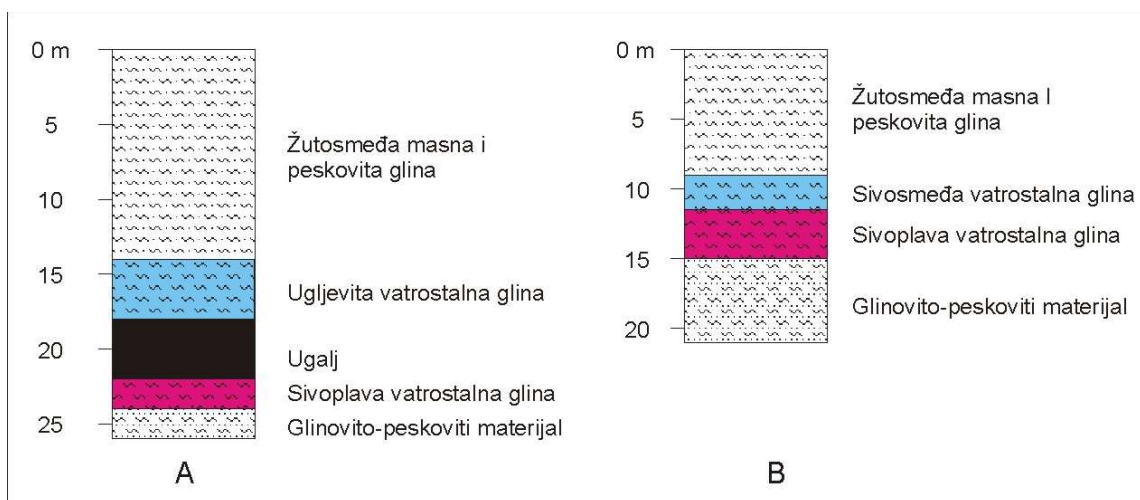 0 m
5
10
15
20
25
Žutosmeđa masna i
peskovita glina
Ugljevita vatrostalna glina
Ugalj
Sivoplava vatrostalna glina
Glinovito-peskoviti materijal
A
0 m
5
10
15
20
Žutosmeđa masna I
peskovita glina
Sivosmeđa vatrostalna glina
Sivoplava vatrostalna glina
Glinovito-peskoviti materijal
B